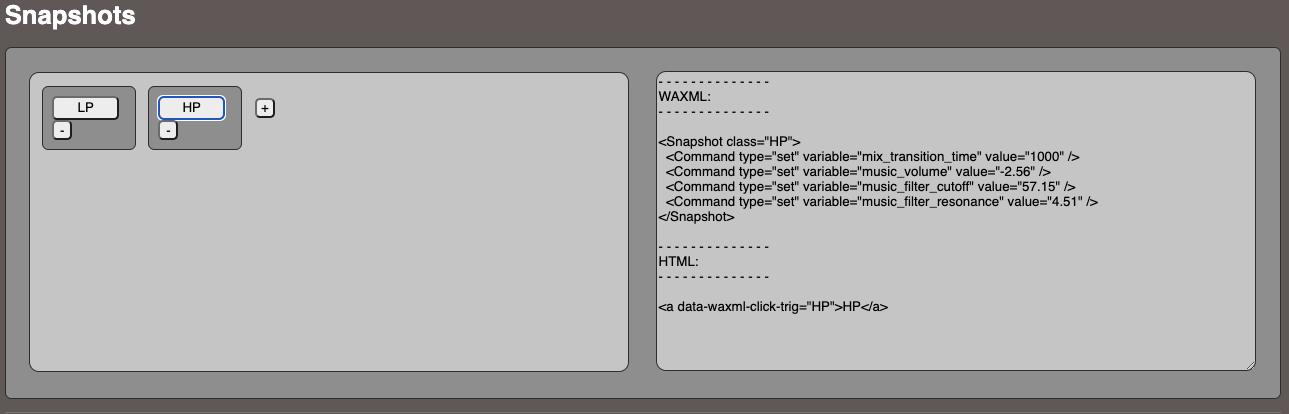 Snapshots
LP
HP
+
-
-
- - - - - - - - - - - - - -
WAXML:
- - - - - - - - - - - - - -
<Snapshot class="HP">
  <Command type="set" variable="mix_transition_time" value="1000" />
  <Command type="set" variable="music_volume" value="-2.56" />
  <Command type="set" variable="music_filter_cutoff" value="57.15" />
  <Command type="set" variable="music_filter_resonance" value="4.51" />
</Snapshot>
- - - - - - - - - - - - - -
HTML:
- - - - - - - - - - - - - -
<a data-waxml-click-trig="HP">HP</a>